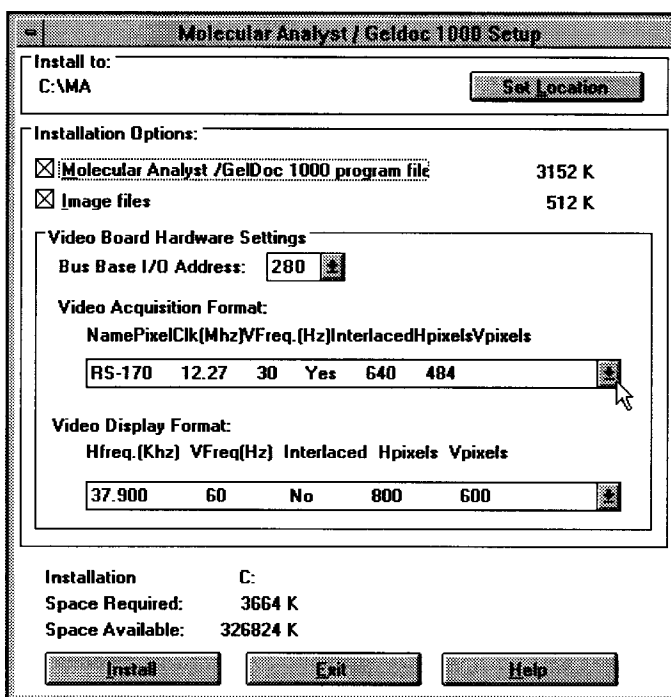 Molecular Analyst / Geldoc 1000 Setup
Install to:
C:\MA
Set Location
Installation Options:
Molecular Analyst /GelDoc 1000 program file 3152 K
Image files 512 K
Video Board Hardware Settings
Bus Base I/O Address: 280
Video Acquisition Format:
NamePixelClk(Mhz)VFreq.(Hz)InterlacedHpixelsVpixels
RS-170 12.27 30 Yes 640 484
Video Display Format:
Hfreq.(Khz) VFreq(Hz) Interlaced Hpixels Vpixels
37.900 60 No 800 600
Installation C:
Space Required: 3664 K
Space Available: 326824 K
Install Exit Help